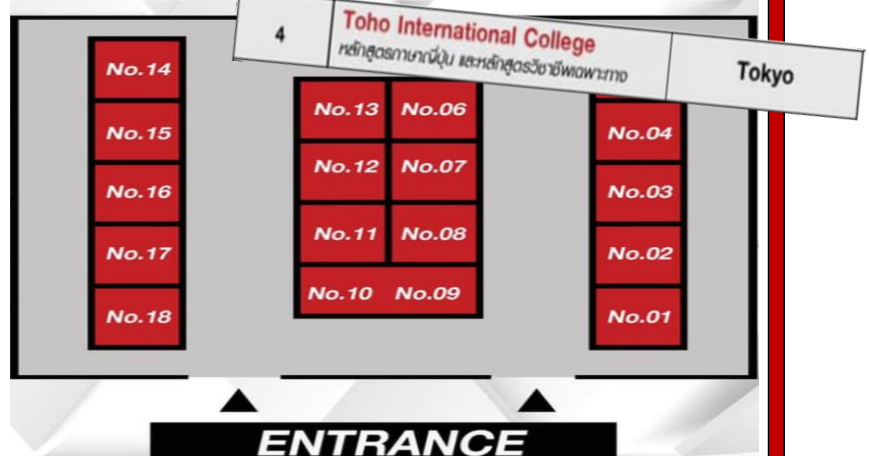 4
Toho International College
หลักสูตรภาษาญี่ปุ่น และหลักสูตรวิชาชีพเฉพาะทาง
Tokyo
No.14
No.13 No.06
No.15
No.04
No.12 No.07
No.16
No.03
No.11 No.08
No.17
No.02
No.10 No.09
No.18
No.01
ENTRANCE